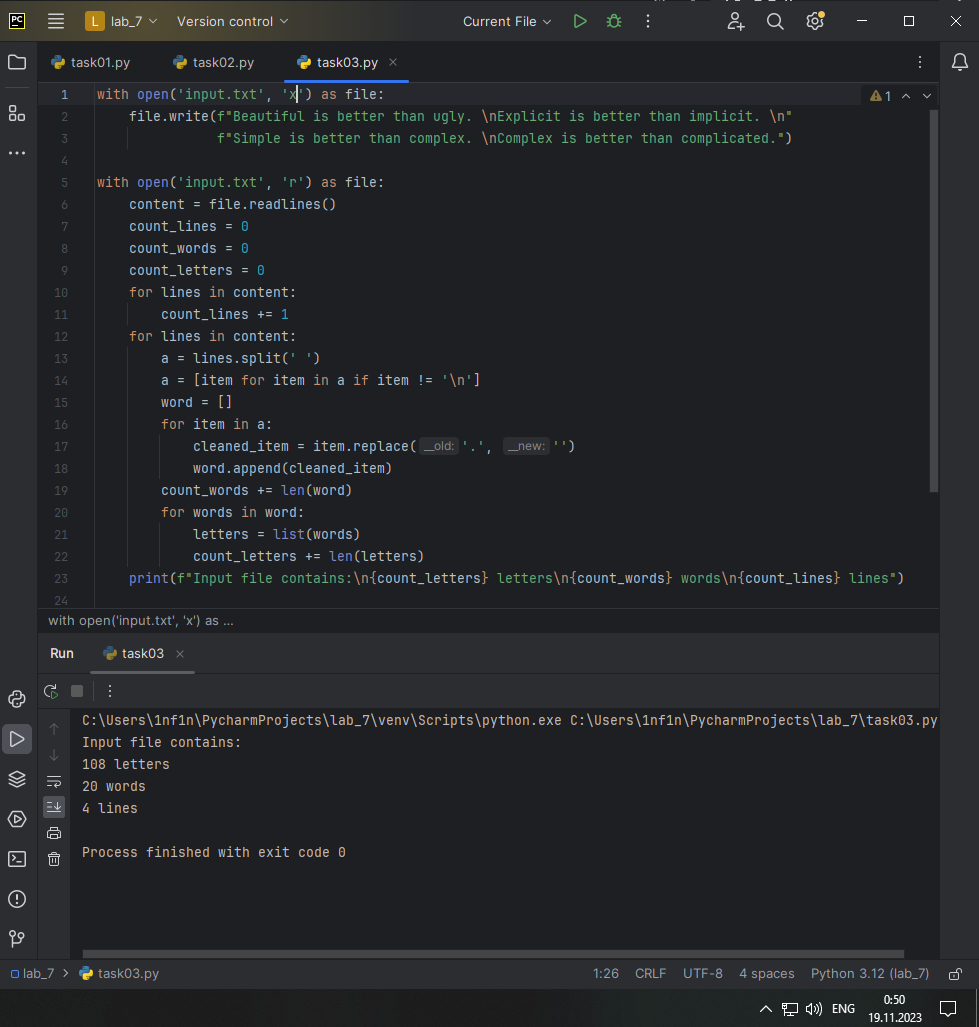 PC L lab_7 Version control Current File
task01.py task02.py task03.py
1 with open('input.txt', 'x') as file: 1
2 file.write(f"Beautiful is better than ugly. \nExplicit is better than implicit. \n"
3 f"Simple is better than complex. \nComplex is better than complicated.")
4
5 with open('input.txt', 'r') as file:
6 content = file.readlines()
7 count_lines = 0
8 count_words = 0
9 count_letters = 0
10 for lines in content:
11 count_lines += 1
12 for lines in content:
13 a = lines.split(' ')
14 a = [item for item in a if item != '\n']
15 word = []
16 for item in a:
17 cleaned_item = item.replace( __old: '.', __new: '')
18 word.append(cleaned_item)
19 count_words += len(word)
20 for words in word:
21 letters = list(words)
22 count_letters += len(letters)
23 print(f"Input file contains:\n{count_letters} letters\n{count_words} words\n{count_lines} lines")
24
with open('input.txt', 'x') as ...
Run task03
C:\Users\1nf1n\PycharmProjects\lab_7\venv\Scripts\python.exe C:\Users\1nf1n\PycharmProjects\lab_7\task03.py
Input file contains:
108 letters
20 words
4 lines
Process finished with exit code 0
lab_7 task03.py 1:26 CRLF UTF-8 4 spaces Python 3.12 (lab_7)
ENG 0:50
19.11.2023